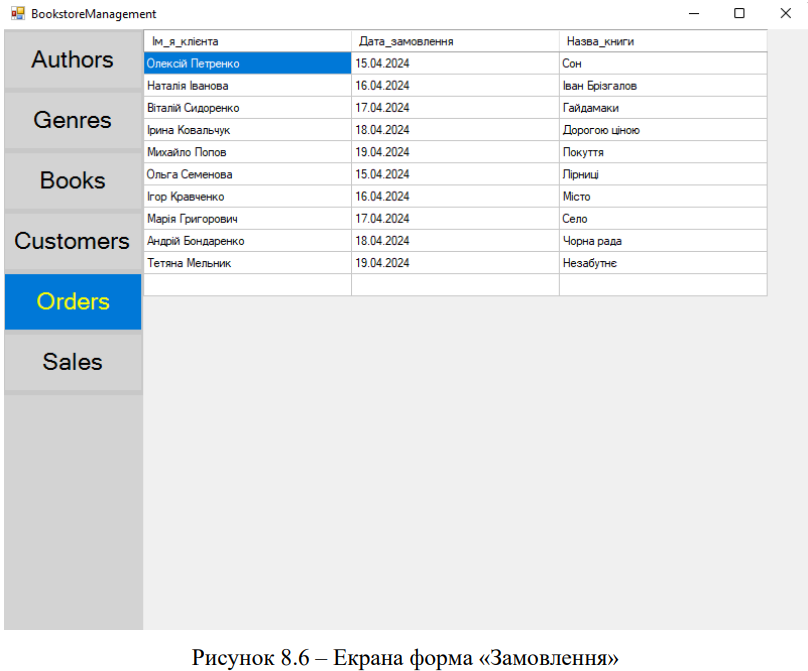 BookstoreManagement
Authors
Genres
Books
Customers
Orders
Sales
Ім_я_клієнта Дата_замовлення Назва_книги
Олексій Петренко 15.04.2024 Сон
Наталія Іванова 16.04.2024 Іван Брізгалов
Віталій Сидоренко 17.04.2024 Гайдамаки
Ірина Ковальчук 18.04.2024 Дорогою ціною
Михайло Попов 19.04.2024 Покуття
Ольга Семенова 15.04.2024 Лірниці
Ігор Кравченко 16.04.2024 Місто
Марія Григорович 17.04.2024 Село
Андрій Бондаренко 18.04.2024 Чорна рада
Тетяна Мельник 19.04.2024 Незабутнє
Рисунок 8.6 – Екрана форма «Замовлення»